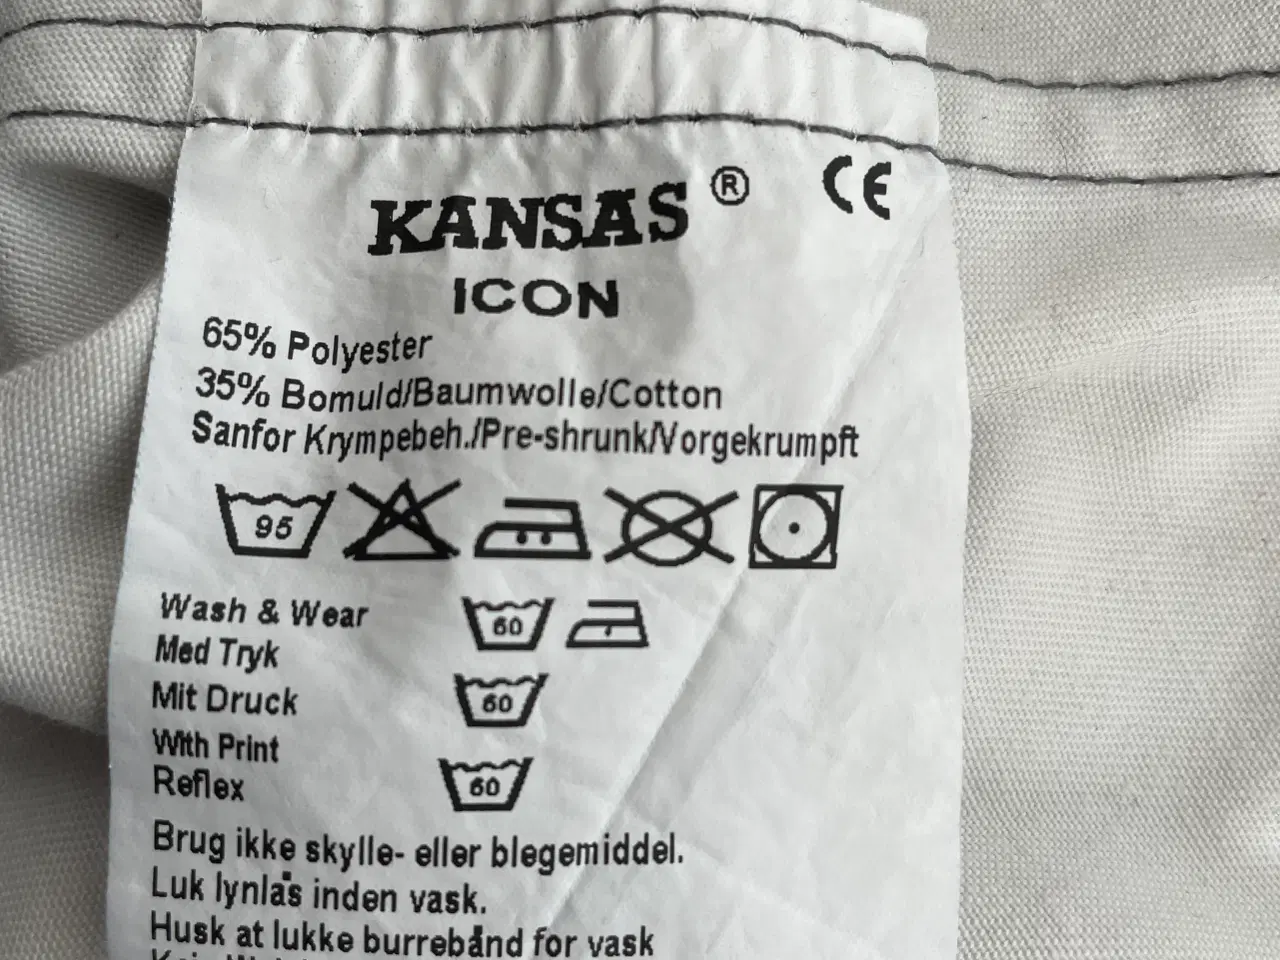 KANSAS ® CE
ICON
65% Polyester
35% Bomuld/Baumwolle/Cotton
Sanfor Krympebeh./Pre-shrunk/Vorgekrumpft
95
Wash & Wear 60
Med Tryk
Mit Druck 60
With Print
Reflex 60
Brug ikke skylle- eller blegemiddel.
Luk lynlås inden vask.
Husk at lukke burrebånd for vask